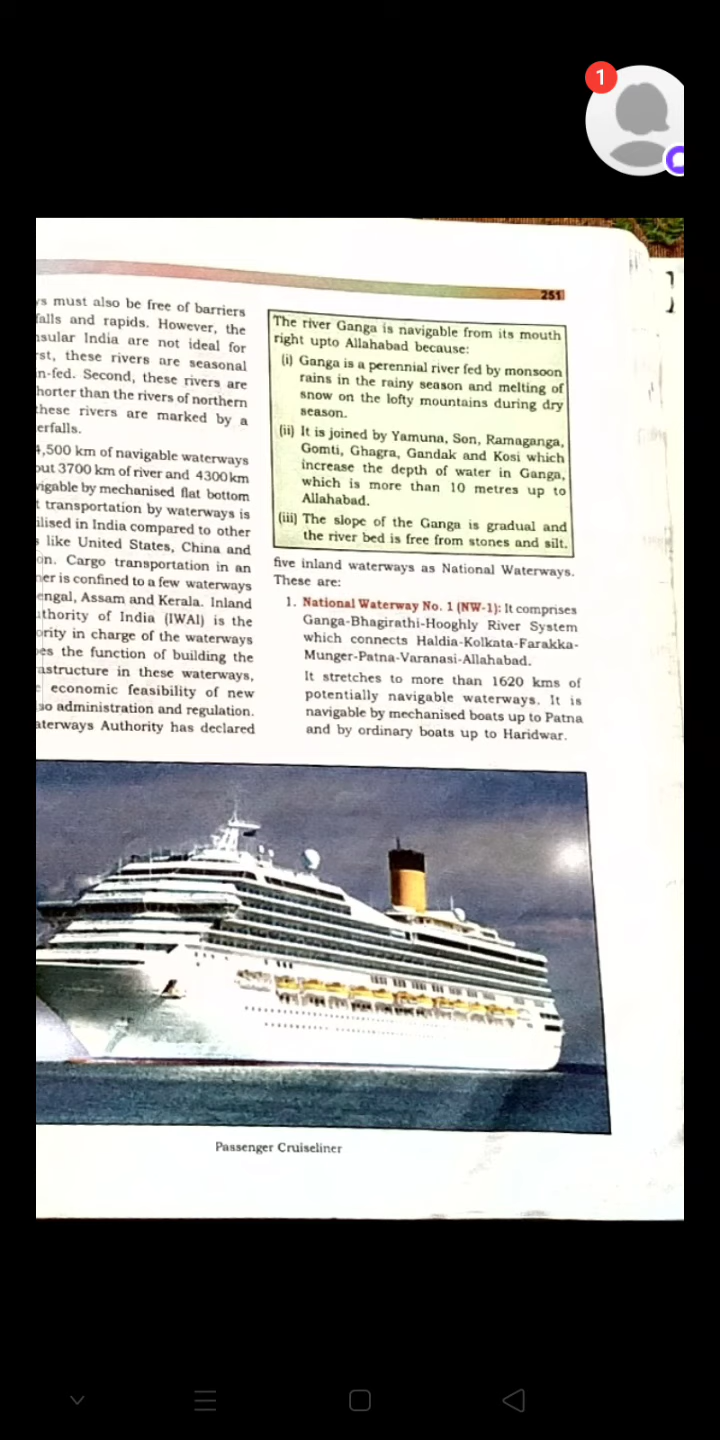 1
251
s must also be free of barriers
falls and rapids. However, the
sular India are not ideal for
rst, these rivers are seasonal
n-fed. Second, these rivers are
horter than the rivers of northern
these rivers are marked by a
erfalls.
4,500 km of navigable waterways
out 3700 km of river and 4300 km
vigable by mechanised flat bottom
t transportation by waterways is
ilised in India compared to other
s like United States, China and
on. Cargo transportation in an
ner is confined to a few waterways
engal, Assam and Kerala. Inland
thority of India (IWAI) is the
ority in charge of the waterways
es the function of building the
astructure in these waterways,
economic feasibility of new
so administration and regulation.
aterways Authority has declared
The river Ganga is navigable from its mouth
right upto Allahabad because:
(i) Ganga is a perennial river fed by monsoon
rains in the rainy season and melting of
snow on the lofty mountains during dry
season.
(ii) It is joined by Yamuna, Son, Ramaganga,
Gomti, Ghagra, Gandak and Kosi which
increase the depth of water in Ganga,
which is more than 10 metres up to
Allahabad.
(iii) The slope of the Ganga is gradual and
the river bed is free from stones and silt.
five inland waterways as National Waterways.
These are:
1. National Waterway No. 1 (NW-1): It comprises
Ganga-Bhagirathi-Hooghly River System
which connects Haldia-Kolkata-Farakka-
Munger-Patna-Varanasi-Allahabad.
It stretches to more than 1620 kms of
potentially navigable waterways. It is
navigable by mechanised boats up to Patna
and by ordinary boats up to Haridwar.
Passenger Cruiseliner